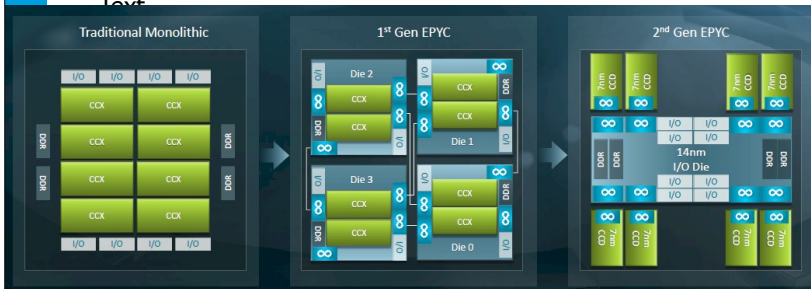 Text
Traditional Monolithic
I/O I/O I/O I/O
CCX CCX
DDR CCX CCX DDR
DDR CCX CCX DDR
CCX CCX
I/O I/O I/O I/O
1st Gen EPYC
I/O Die 2 ∞
∞ CCX
DDR CCX I/O
∞
I/O ∞
CCX DDR
∞ CCX ∞
Die 1 I/O
I/O Die 3 ∞
∞ CCX
DDR CCX I/O
∞
I/O ∞
CCX DDR
∞ CCX ∞
Die 0 I/O
2nd Gen EPYC
7nm CCD ∞
7nm CCD ∞
7nm CCD ∞
7nm CCD ∞
∞ ∞ I/O I/O ∞ ∞
I/O I/O
DDR DDR 14nm DDR DDR
I/O Die
I/O I/O
∞ ∞ I/O I/O ∞ ∞
∞ 7nm CCD
∞ 7nm CCD
∞ 7nm CCD
∞ 7nm CCD